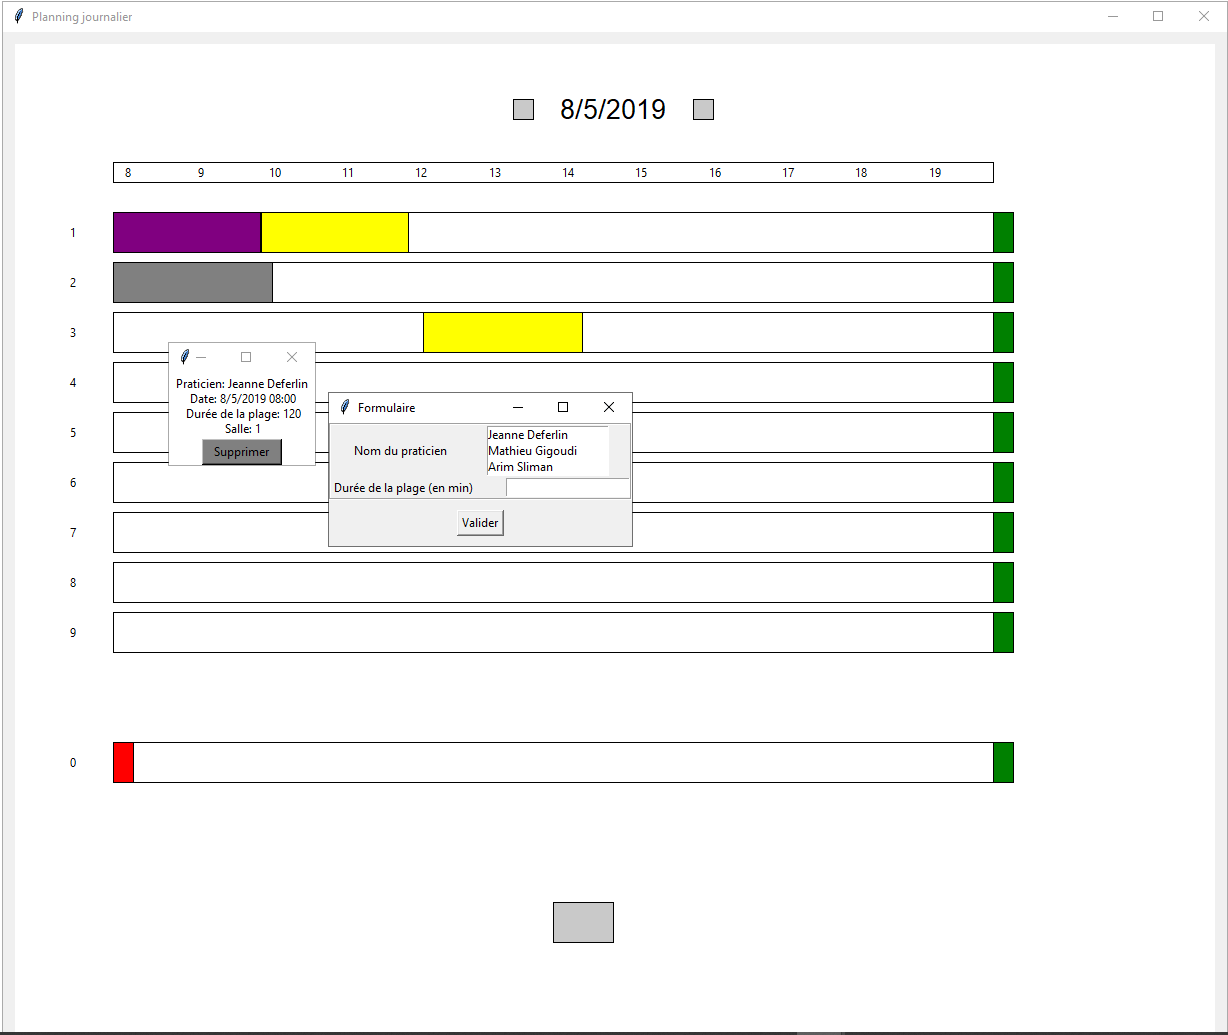 Planning journalier
8/5/2019
8 9 10 11 12 13 14 15 16 17 18 19
1
2
3
4
5
6
7
8
9
0
Praticien: Jeanne Deferlin
Date: 8/5/2019 08:00
Durée de la plage: 120
Salle: 1
Supprimer
Formulaire
Nom du praticien
Jeanne Deferlin
Mathieu Gigoudi
Arim Sliman
Durée de la plage (en min)
Valider